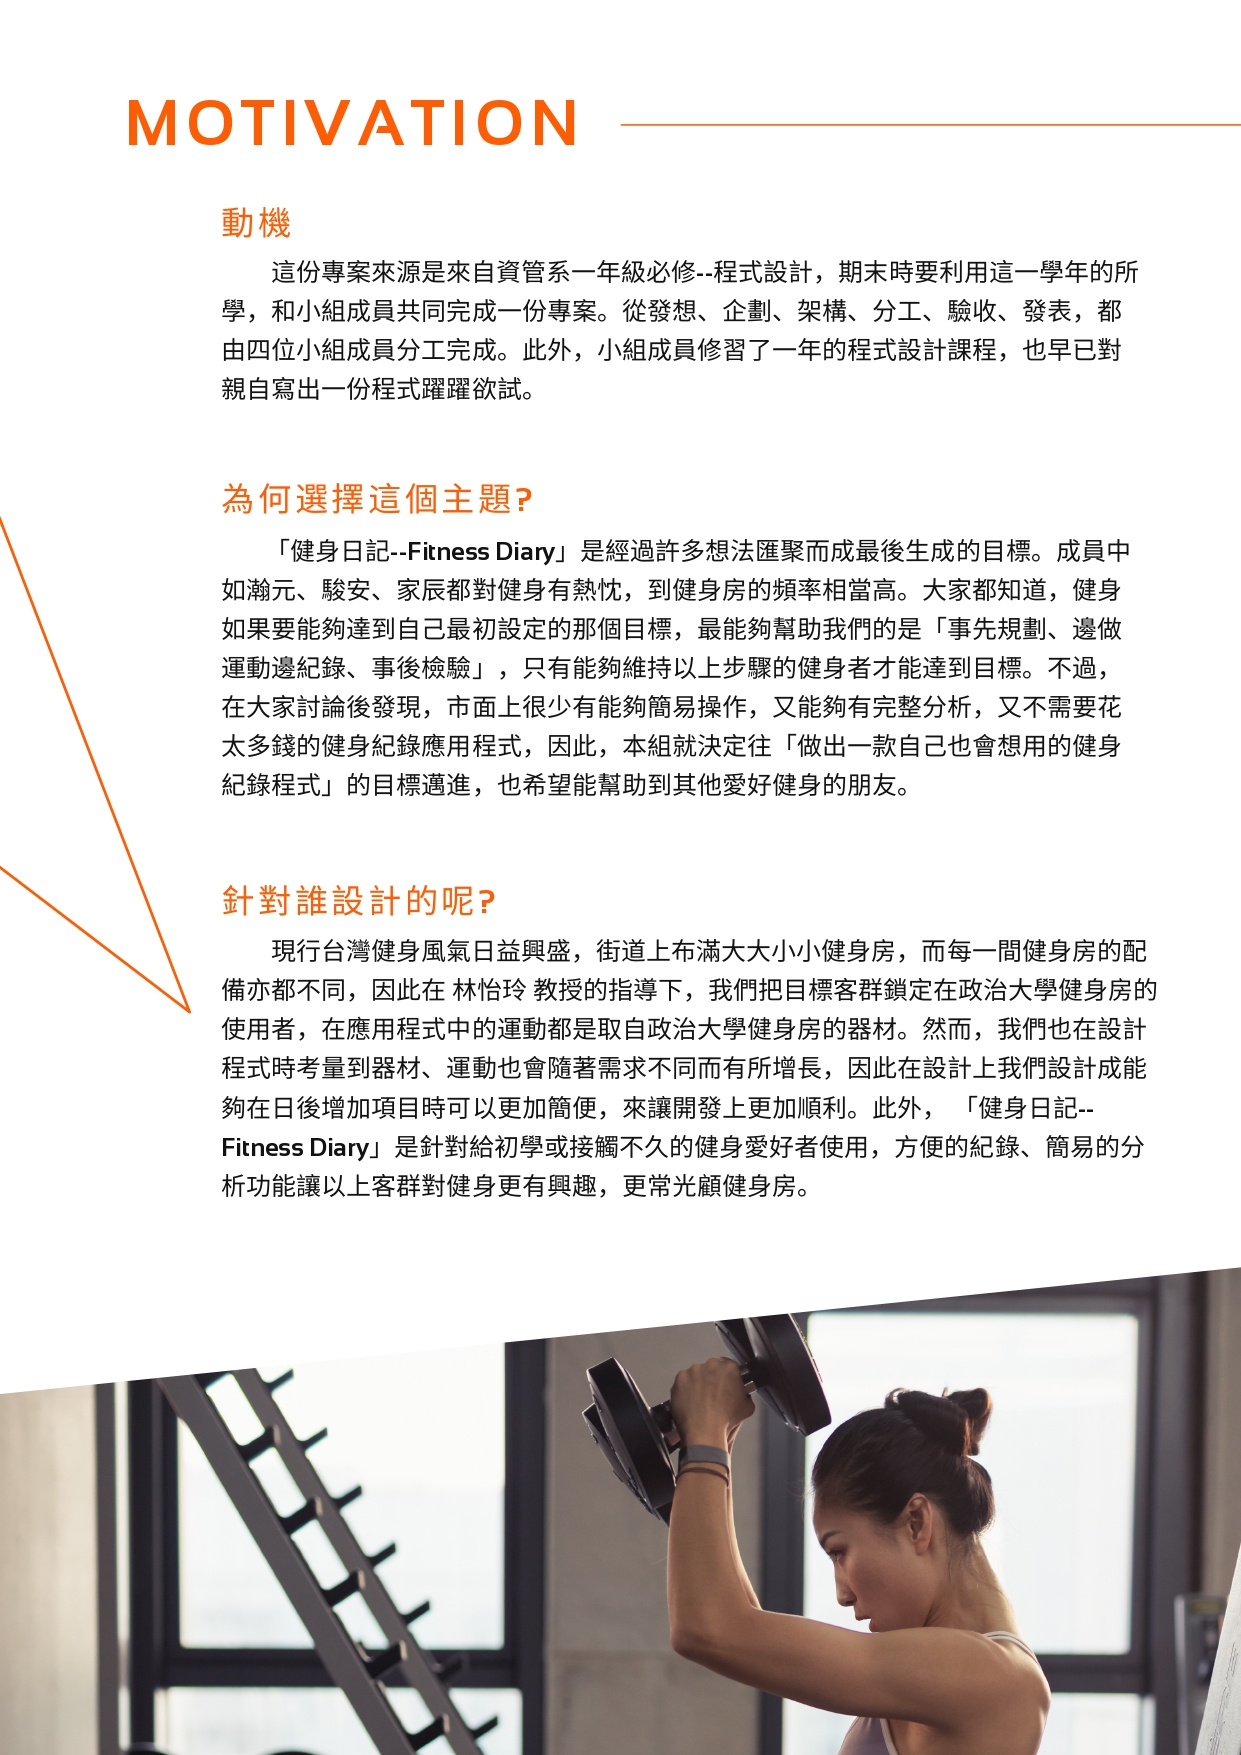 MOTIVATION
動機
這份專案來源是來自資管系一年級必修--程式設計，期末時要利用這一學年的所
學，和小組成員共同完成一份專案。從發想、企劃、架構、分工、驗收、發表，都
由四位小組成員分工完成。此外，小組成員修習了一年的程式設計課程，也早已對
親自寫出一份程式躍躍欲試。
為何選擇這個主題?
「健身日記--Fitness Diary」是經過許多想法匯聚而成最後生成的目標。成員中
如瀚元、駿安、家辰都對健身有熱忱，到健身房的頻率相當高。大家都知道，健身
如果要能夠達到自己最初設定的那個目標，最能夠幫助我們的是「事先規劃、邊做
運動邊紀錄、事後檢驗」，只有能夠維持以上步驟的健身者才能達到目標。不過，
在大家討論後發現，市面上很少有能夠簡易操作，又能夠有完整分析，又不需要花
太多錢的健身紀錄應用程式，因此，本組就決定往「做出一款自己也會想用的健身
紀錄程式」的目標邁進，也希望能幫助到其他愛好健身的朋友。
針對誰設計的呢?
現行台灣健身風氣日益興盛，街道上布滿大大小小健身房，而每一間健身房的配
備亦都不同，因此在 林怡玲 教授的指導下，我們把目標客群鎖定在政治大學健身房的
使用者，在應用程式中的運動都是取自政治大學健身房的器材。然而，我們也在設計
程式時考量到器材、運動也會隨著需求不同而有所增長，因此在設計上我們設計成能
夠在日後增加項目時可以更加簡便，來讓開發上更加順利。此外， 「健身日記--
Fitness Diary」是針對給初學或接觸不久的健身愛好者使用，方便的紀錄、簡易的分
析功能讓以上客群對健身更有興趣，更常光顧健身房。